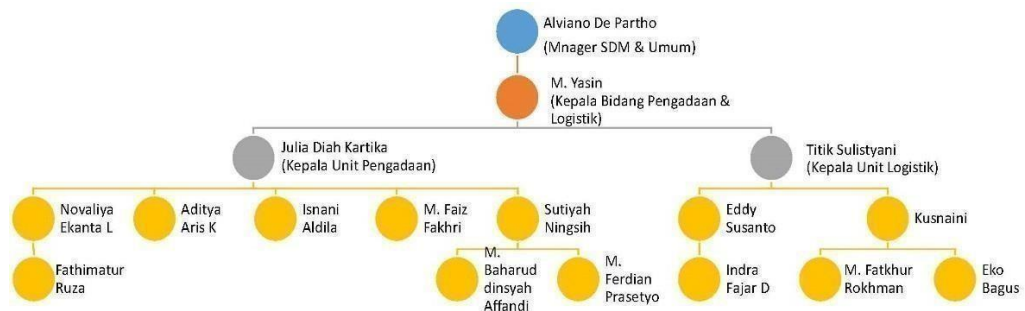 Alviano De Partho
(Mnager SDM & Umum)
M. Yasin
(Kepala Bidang Pengadaan &
Logistik)
Julia Diah Kartika
(Kepala Unit Pengadaan)
Titik Sulistyani
(Kepala Unit Logistik)
Novaliya
Ekanta L
Aditya
Aris K
Isnani
Aldila
M. Faiz
Fakhri
Sutiyah
Ningsih
Eddy
Susanto
Kusnaini
Fathimatur
Ruza
M.
Baharud
dinsyah
Affandi
M.
Ferdian
Prasetyo
Indra
Fajar D
M. Fatkhur
Rokhman
Eko
Bagus